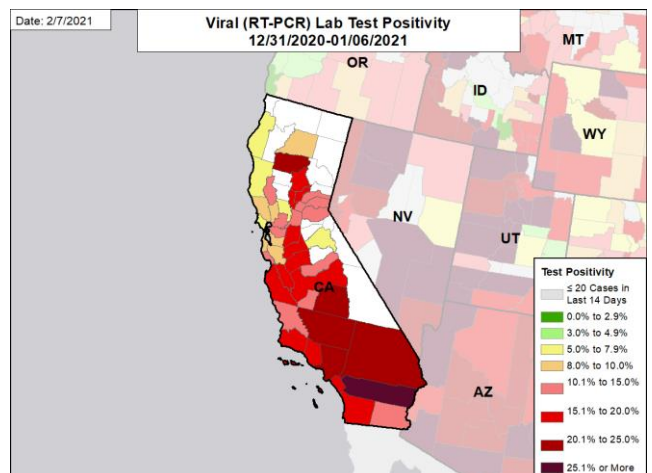 Date: 2/7/2021
Viral (RT-PCR) Lab Test Positivity
12/31/2020-01/06/2021
MT
OR
ID
WY
NV
UT
CA
AZ
Test Positivity
≤ 20 Cases in
Last 14 Days
0.0% to 2.9%
3.0% to 4.9%
5.0% to 7.9%
8.0% to 10.0%
10.1% to 15.0%
15.1% to 20.0%
20.1% to 25.0%
25.1% or More